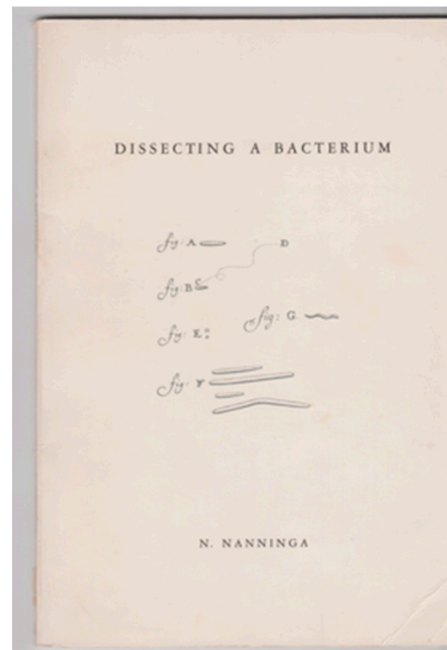 DISSECTING A BACTERIUM
fig: A D
fig: B
fig: E
fig: G
fig: F
N. NANNINGA